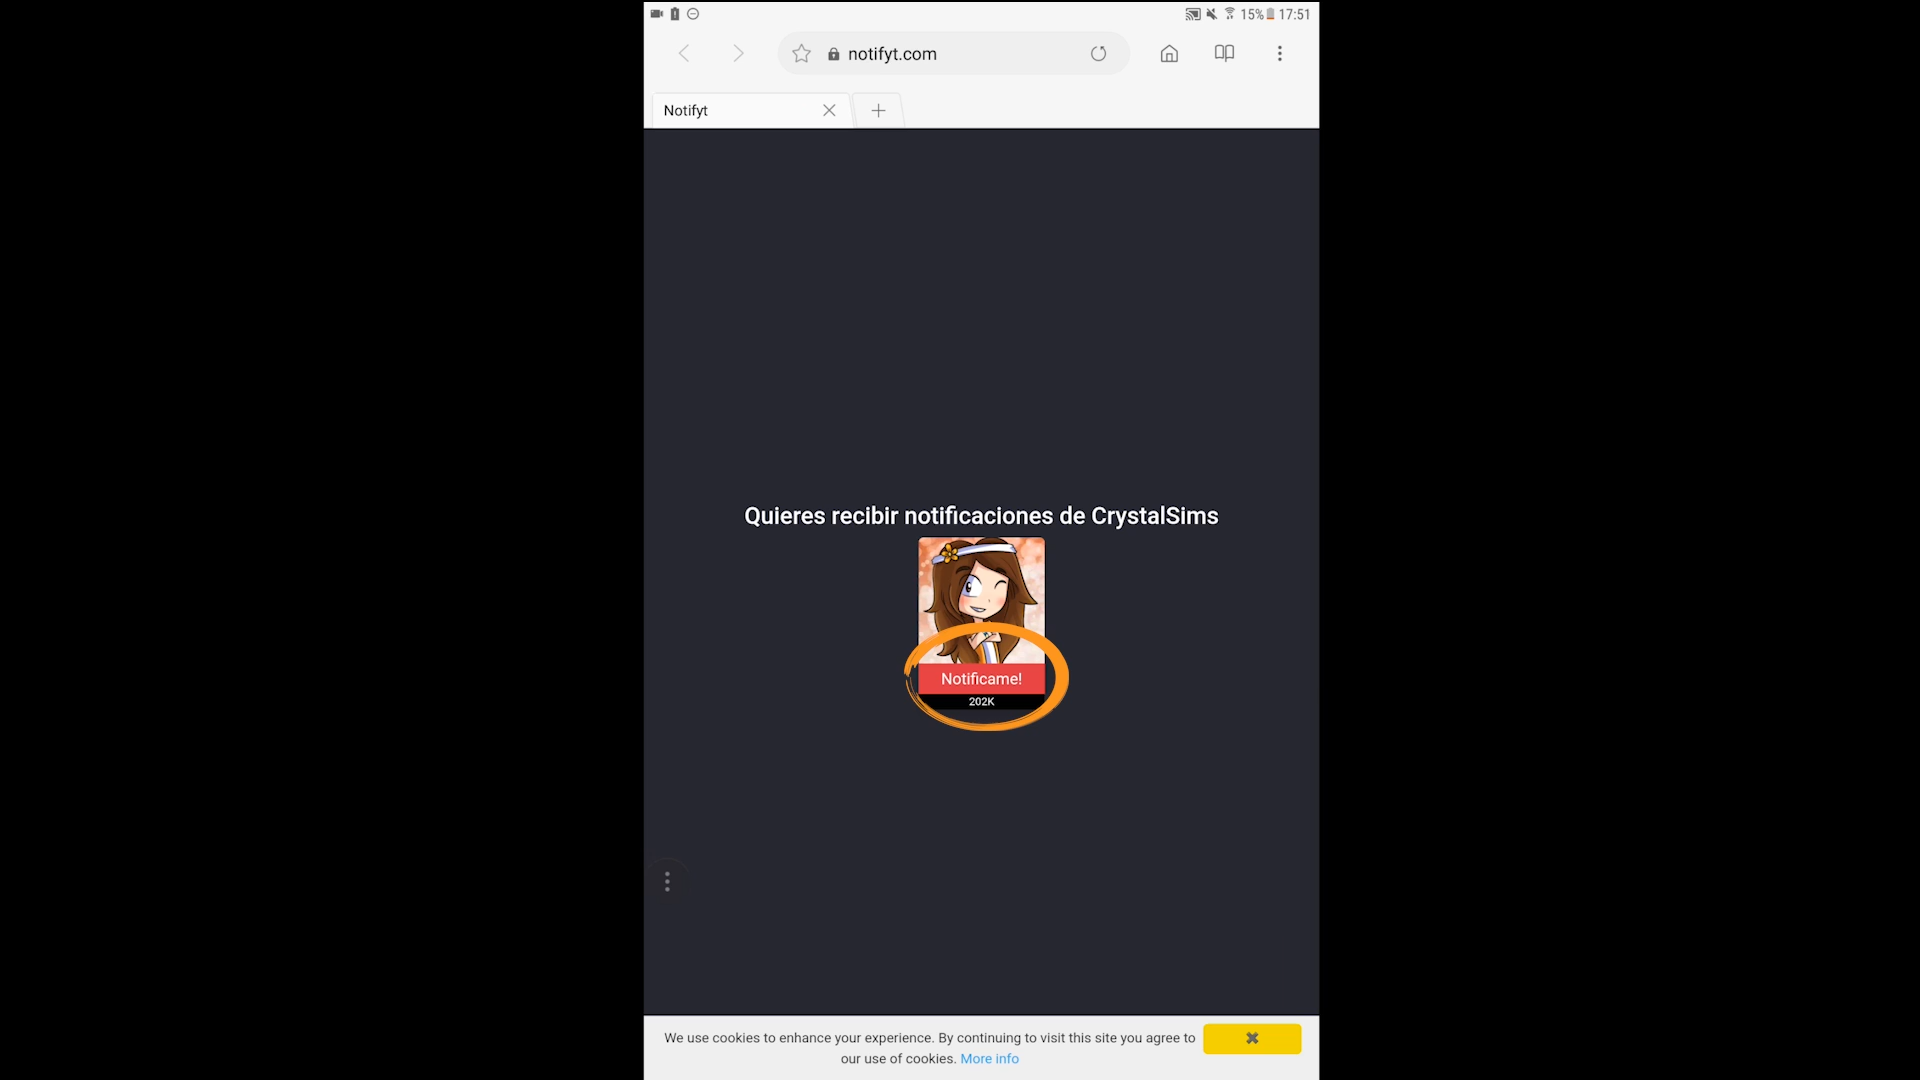 15% 17:51
notifyt.com
Notifyt
Quieres recibir notificaciones de CrystalSims
Notificame!
202K
We use cookies to enhance your experience. By continuing to visit this site you agree to
our use of cookies. More info